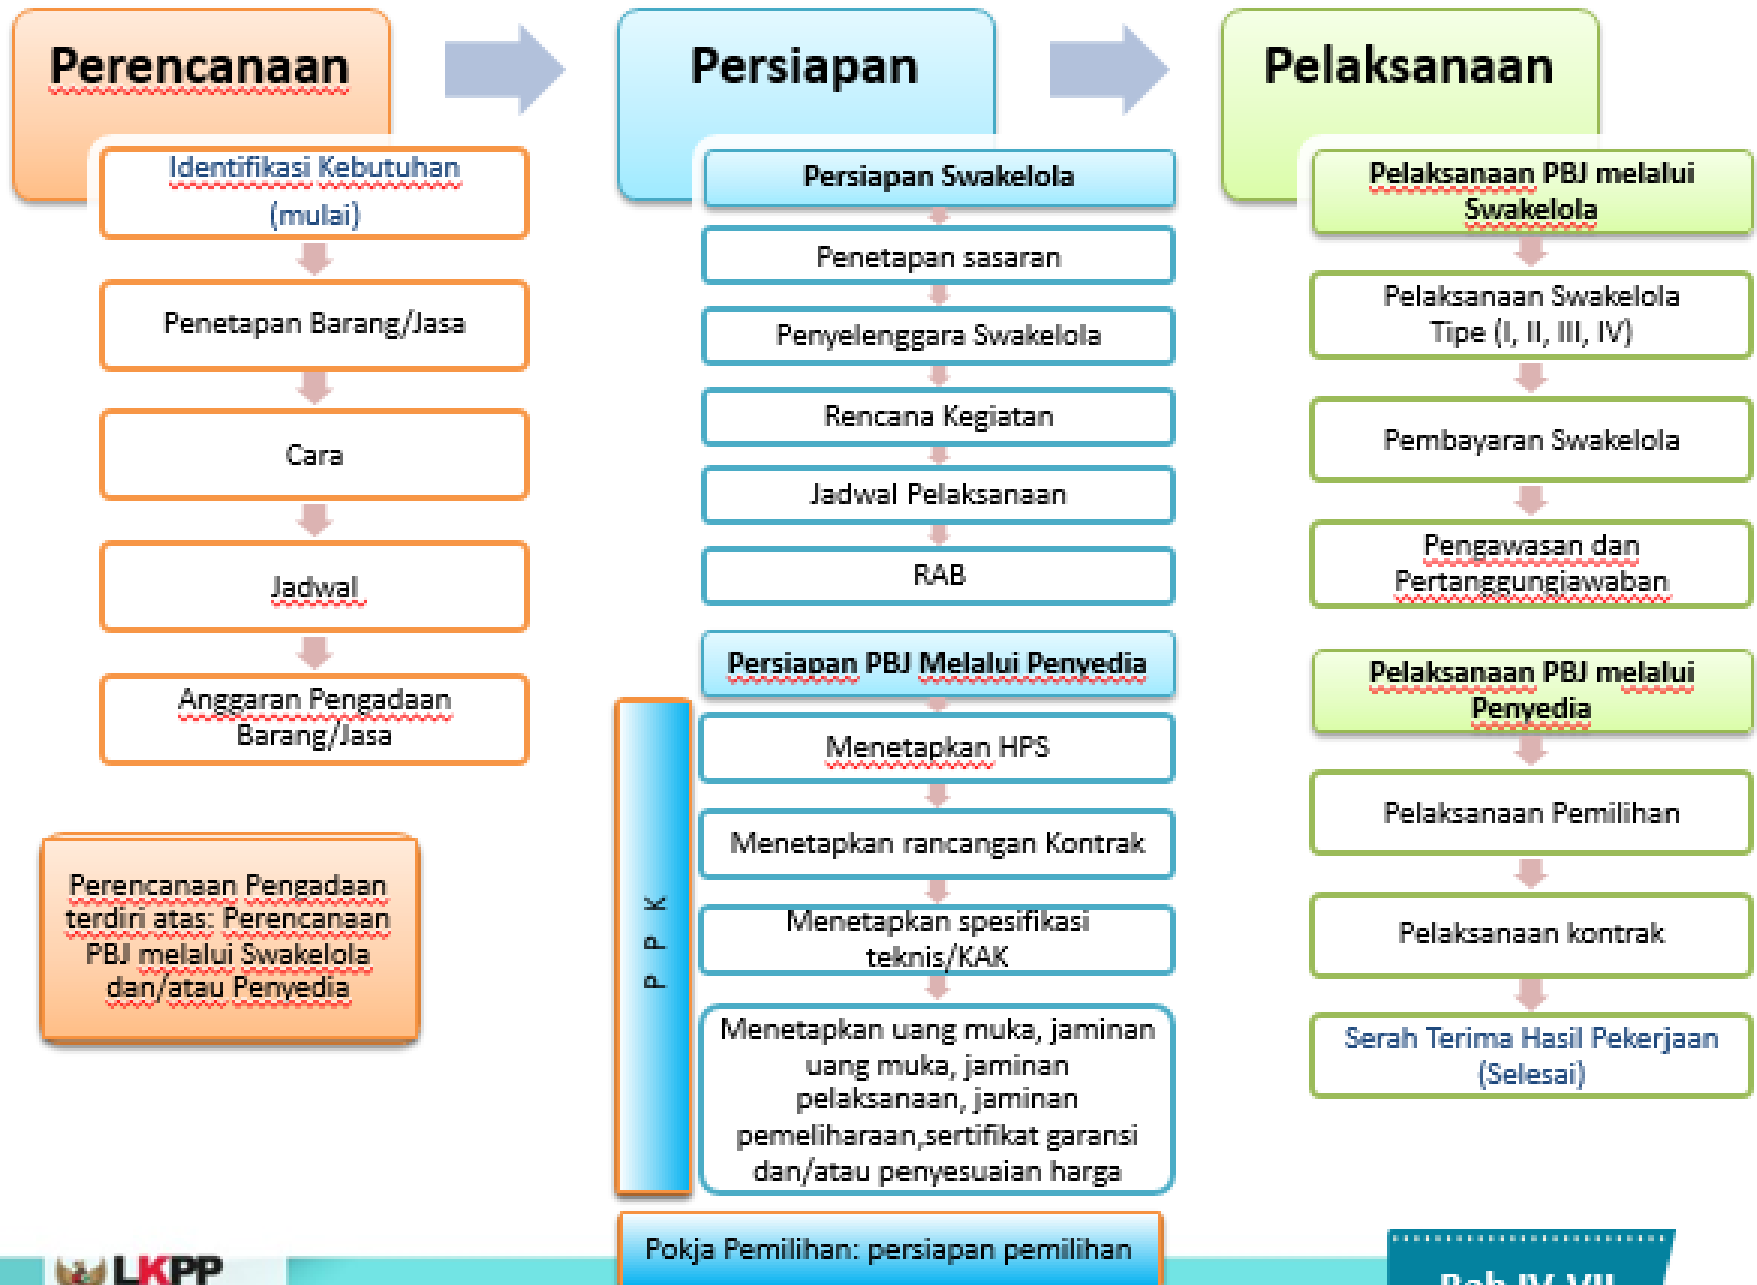 Perencanaan
Identifikasi Kebutuhan
(mulai)
Penetapan Barang/Jasa
Cara
Jadwal
Anggaran Pengadaan
Barang/Jasa
Perencanaan Pengadaan
terdiri atas: Perencanaan
PBJ melalui Swakelola
dan/atau Penyedia
Persiapan
Persiapan Swakelola
Penetapan sasaran
Penyelenggara Swakelola
Rencana Kegiatan
Jadwal Pelaksanaan
RAB
Persiapan PBJ Melalui Penyedia
P P K
Menetapkan HPS
Menetapkan rancangan Kontrak
Menetapkan spesifikasi
teknis/KAK
Menetapkan uang muka, jaminan
uang muka, jaminan
pelaksanaan, jaminan
pemeliharaan,sertifikat garansi
dan/atau penyesuaian harga
Pokja Pemilihan: persiapan pemilihan
Pelaksanaan
Pelaksanaan PBJ melalui
Swakelola
Pelaksanaan Swakelola
Tipe (I, II, III, IV)
Pembayaran Swakelola
Pengawasan dan
Pertanggungjawaban
Pelaksanaan PBJ melalui
Penyedia
Pelaksanaan Pemilihan
Pelaksanaan kontrak
Serah Terima Hasil Pekerjaan
(Selesai)
LKPP
Bab IV-VII